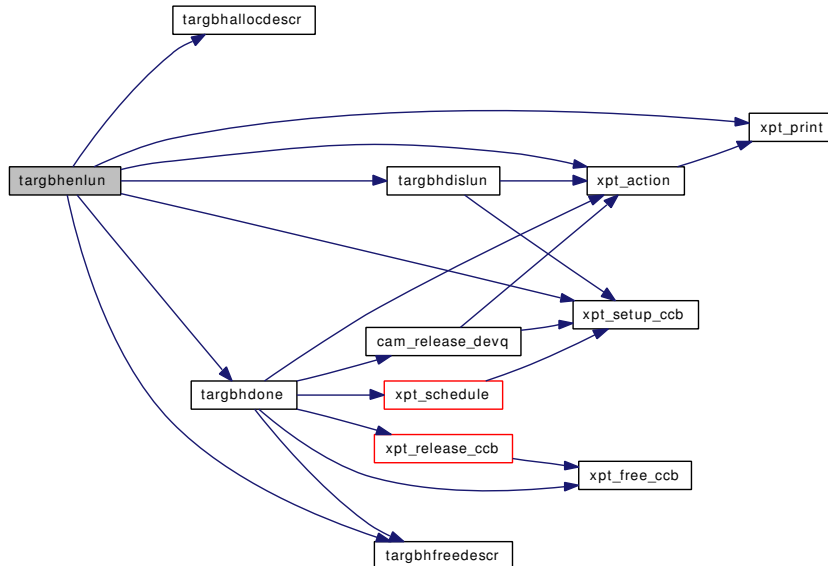 targbhallocdescr
xpt_print
targbhenlun
targbhdislun
xpt_action
xpt_setup_ccb
cam_release_devq
targbhdone
xpt_schedule
xpt_release_ccb
xpt_free_ccb
targbhfreedescr